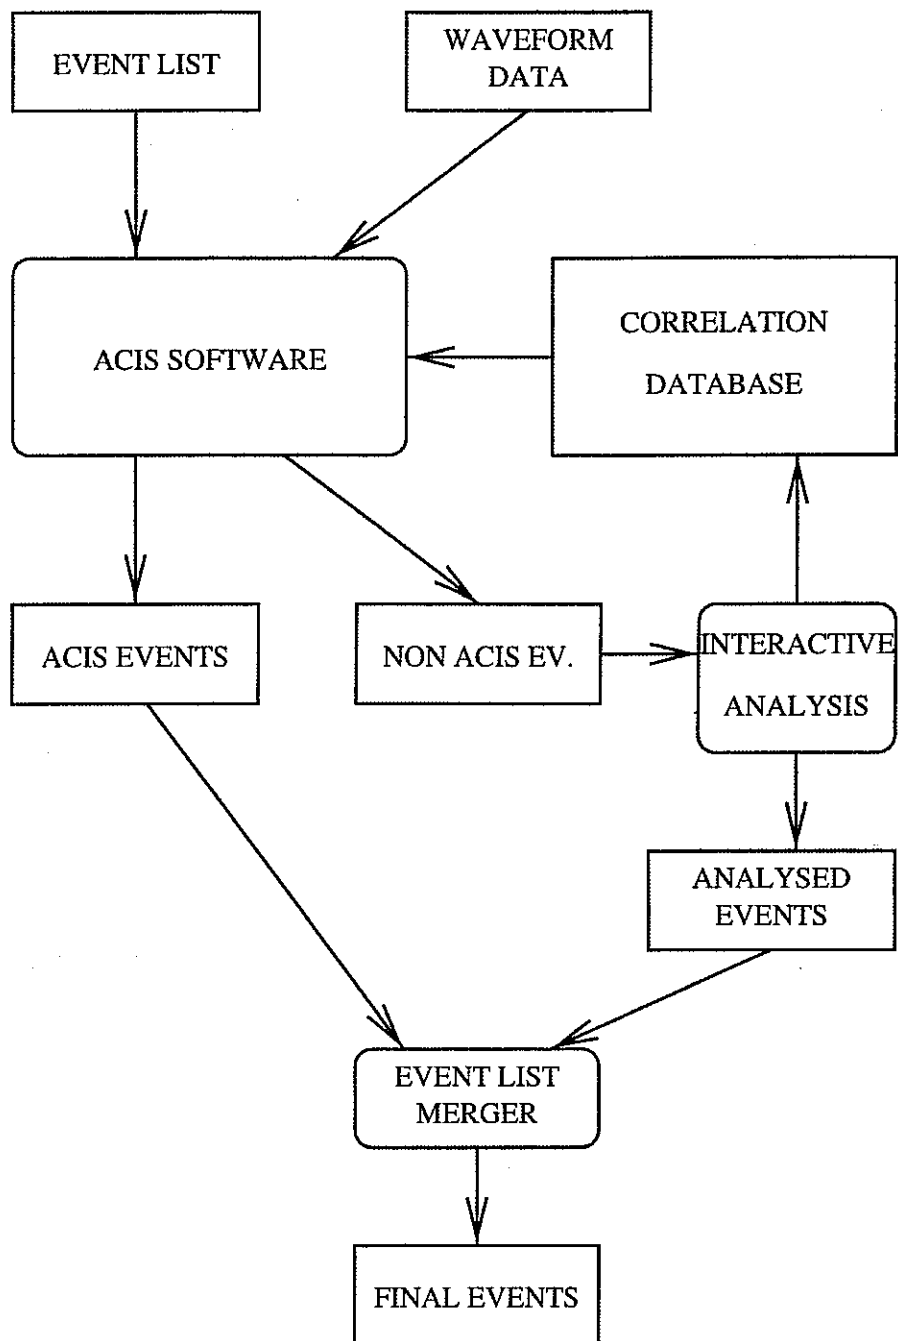 EVENT LIST
WAVEFORM
DATA
ACIS SOFTWARE
CORRELATION
DATABASE
ACIS EVENTS
NON ACIS EV.
INTERACTIVE
ANALYSIS
ANALYSED
EVENTS
EVENT LIST
MERGER
FINAL EVENTS